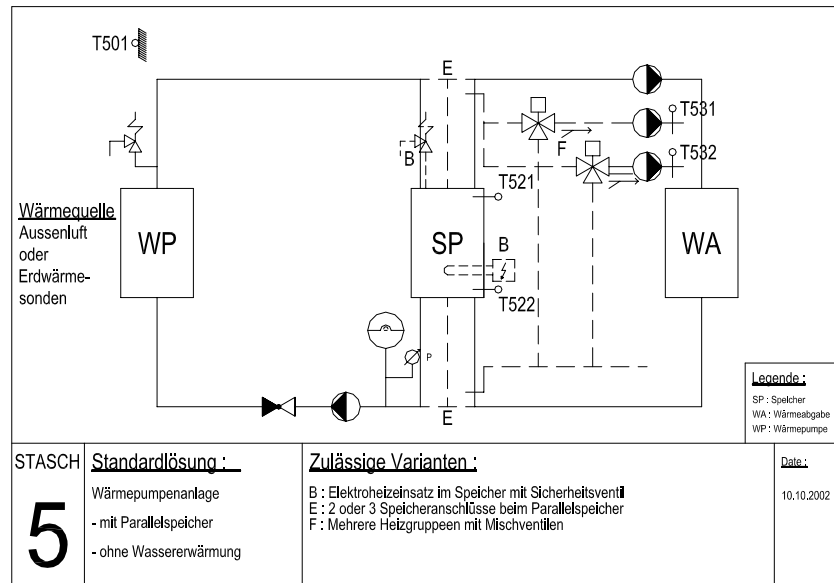 T501
E
T531
F
T532
B
T521
Wärmequelle
Aussenluft
oder
Erdwärme-
sonden
WP
SP
B
WA
T522
P
E
Legende :
SP : Speicher
WA : Wärmeabgabe
WP : Wärmepumpe
STASCH
5
Standardlösung :
Wärmepumpenanlage
- mit Parallelspeicher
- ohne Wassererwärmung
Zulässige Varianten :
B : Elektroheizeinsatz im Speicher mit Sicherheitsventil
E : 2 oder 3 Speicheranschlüsse beim Parallelspeicher
F : Mehrere Heizgruppeen mit Mischventilen
Date :
10.10.2002